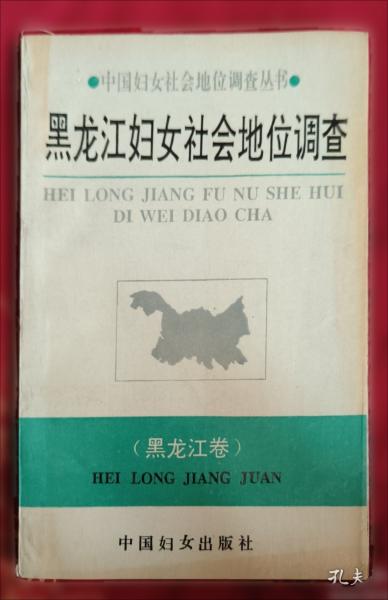 ●中国妇女社会地位调查丛书●
黑龙江妇女社会地位调查
HEI LONG JIANG FU NU SHE HUI
DI WEI DIAO CHA
(黑龙江卷)
HEI LONG JIANG JUAN
中国妇女出版社
孔夫